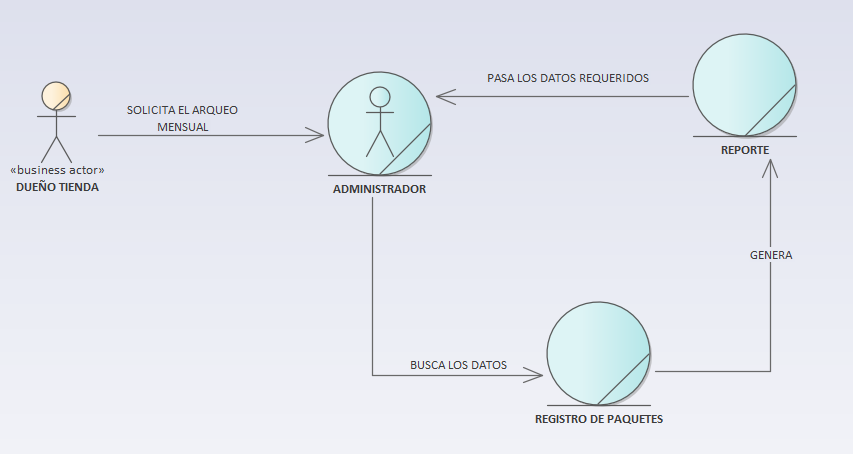 PASA LOS DATOS REQUERIDOS
SOLICITA EL ARQUEO
MENSUAL
REPORTE
«business actor»
DUEÑO TIENDA
ADMINISTRADOR
GENERA
BUSCA LOS DATOS
REGISTRO DE PAQUETES